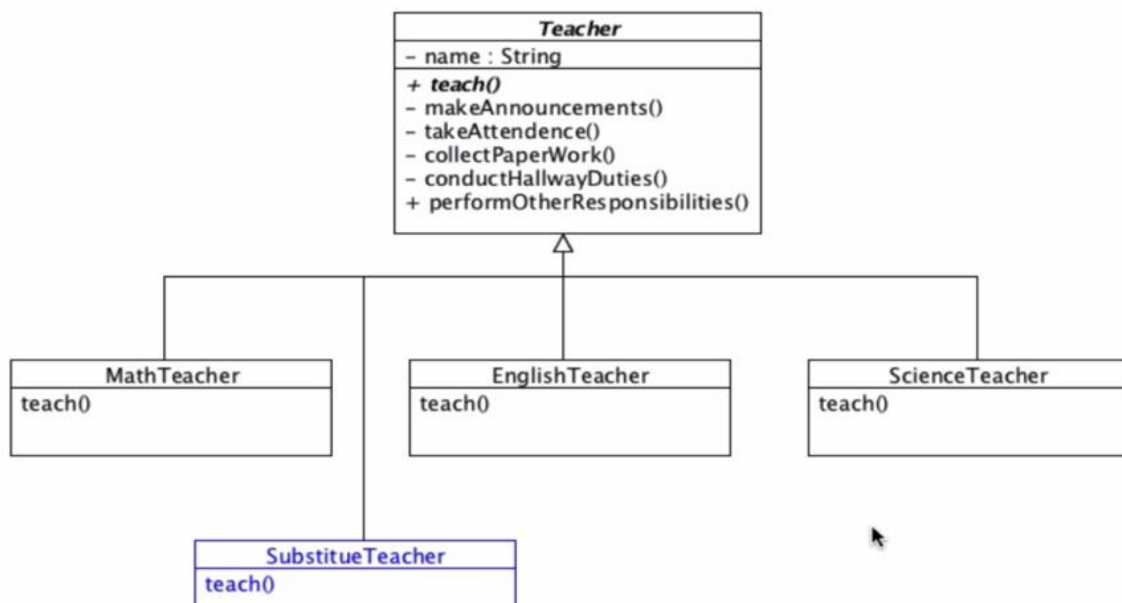 Teacher
- name : String
+ teach()
- makeAnnouncements()
- takeAttendence()
- collectPaperWork()
- conductHallwayDuties()
+ performOtherResponsibilities()
MathTeacher
teach()
EnglishTeacher
teach()
ScienceTeacher
teach()
SubstitueTeacher
teach()